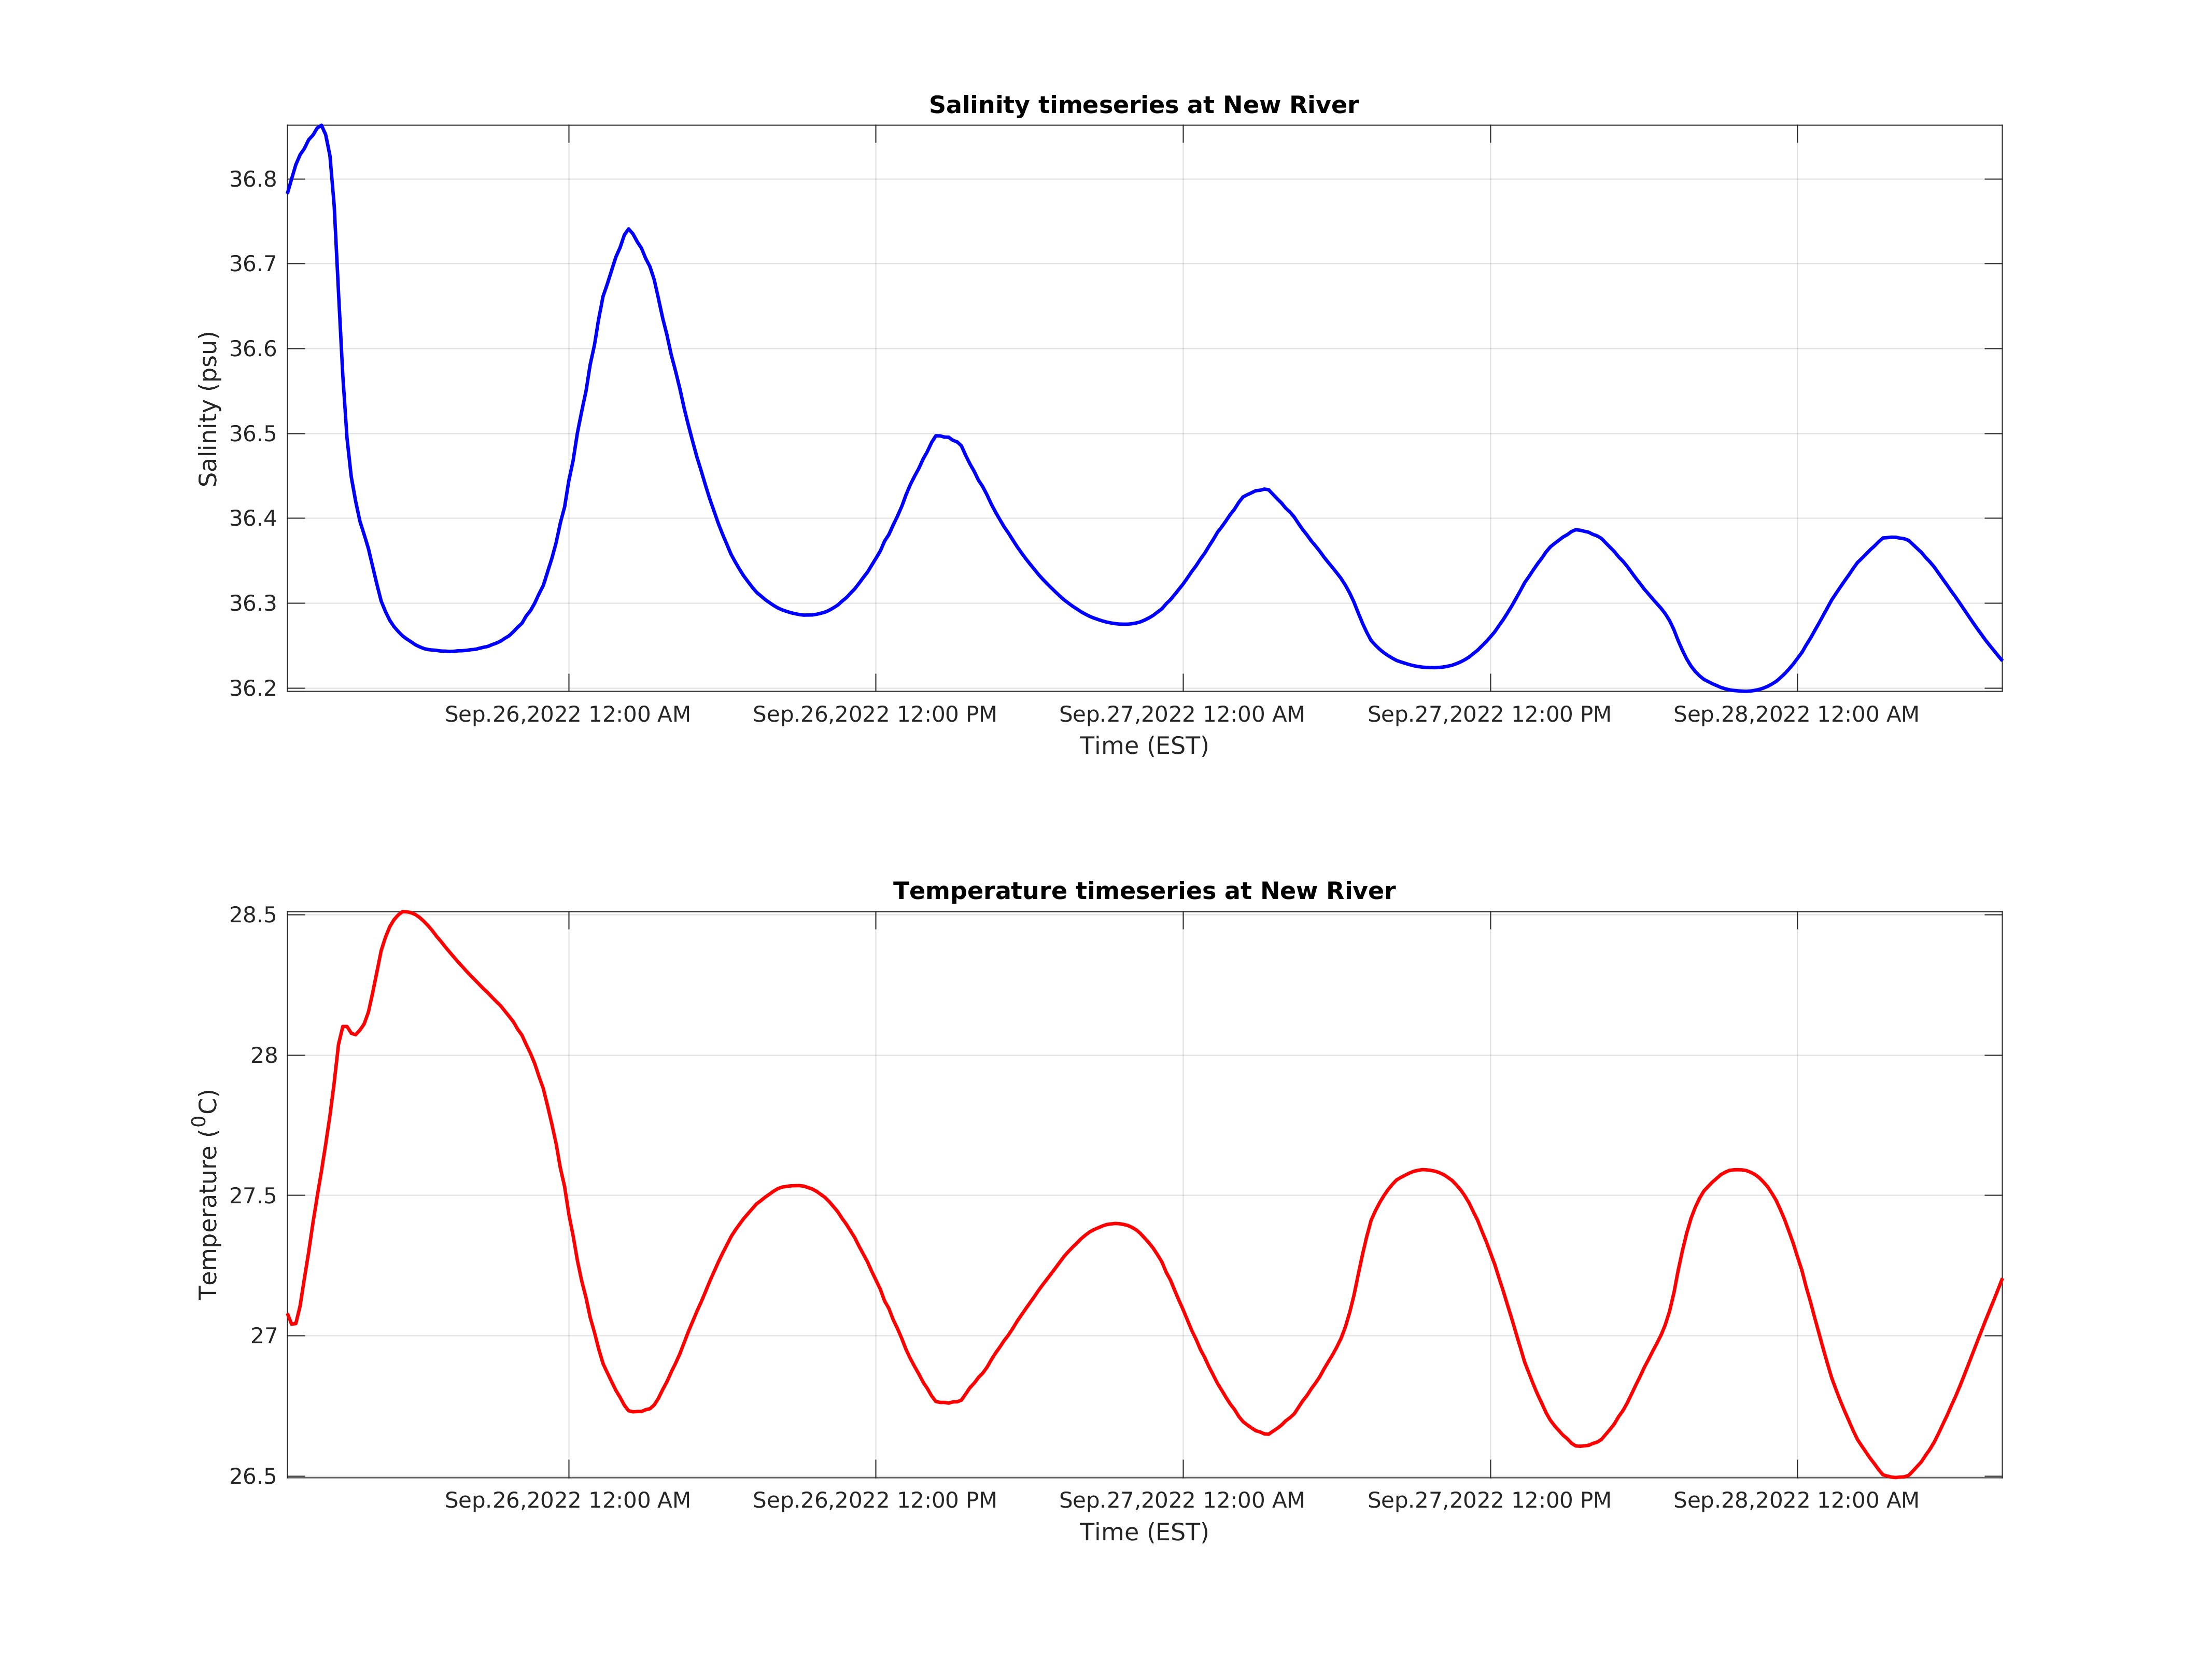 Salinity timeseries at New River
36.8
36.7
36.6
36.5
36.4
36.3
36.2
Salinity (psu)
Sep.26,2022 12:00 AM Sep.26,2022 12:00 PM Sep.27,2022 12:00 AM Sep.27,2022 12:00 PM Sep.28,2022 12:00 AM
Time (EST)
Temperature timeseries at New River
28.5
28
27.5
27
26.5
Temperature (⁰C)
Sep.26,2022 12:00 AM Sep.26,2022 12:00 PM Sep.27,2022 12:00 AM Sep.27,2022 12:00 PM Sep.28,2022 12:00 AM
Time (EST)